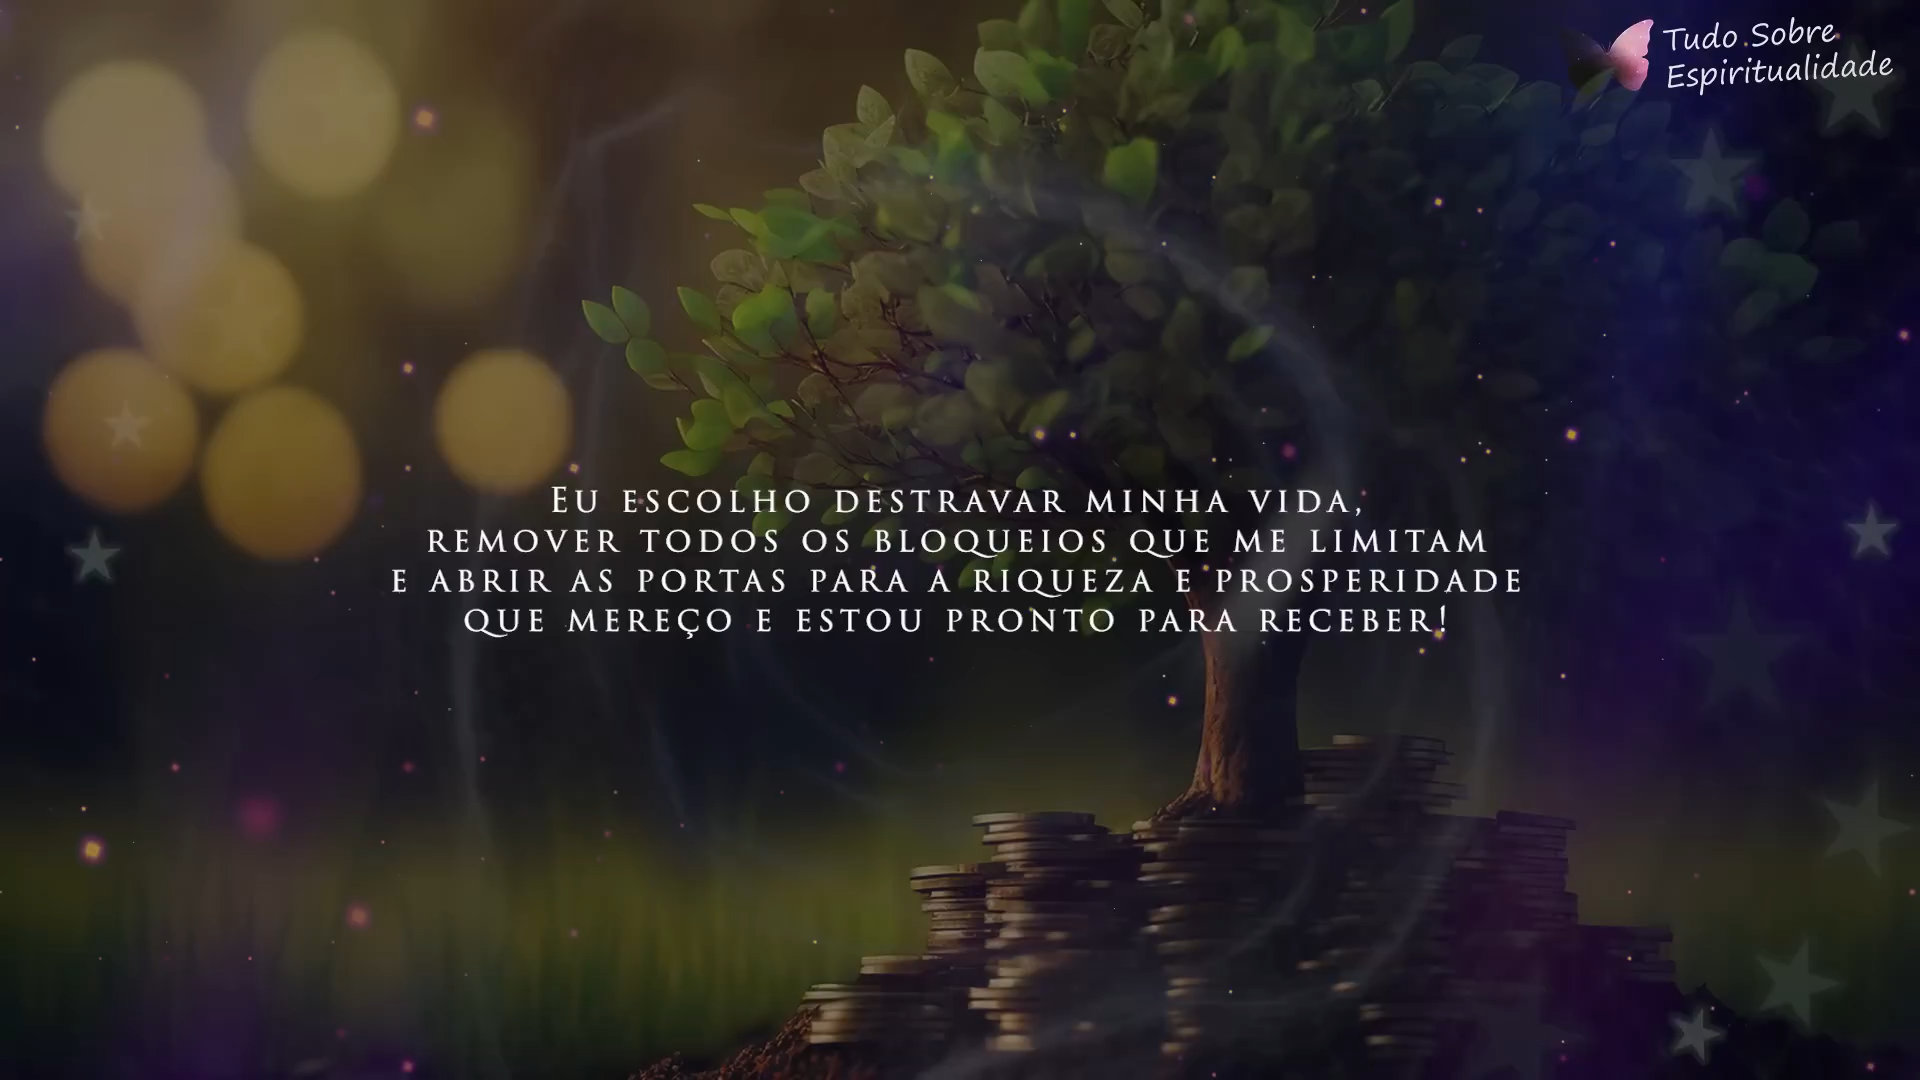 Tudo Sobre
Espiritualidade
Eu escolho destravar minha vida,
remover todos os bloqueios que me limitam
e abrir as portas para a riqueza e prosperidade
que mereço e estou pronto para receber!